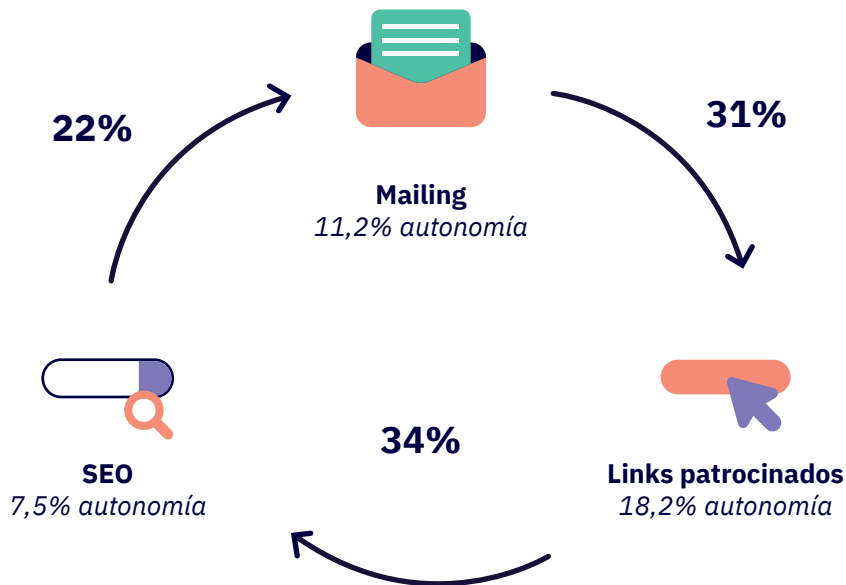 22%
31%
Mailing
11,2% autonomía
34%
SEO
7,5% autonomía
Links patrocinados
18,2% autonomía